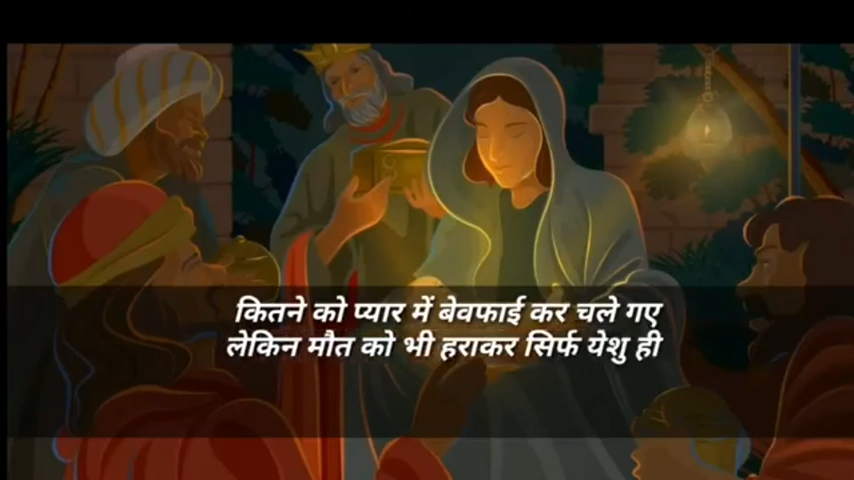 कितने को प्यार में बेवफाई कर चले गए
लेकिन मौत को भी हराकर सिर्फ येशु ही